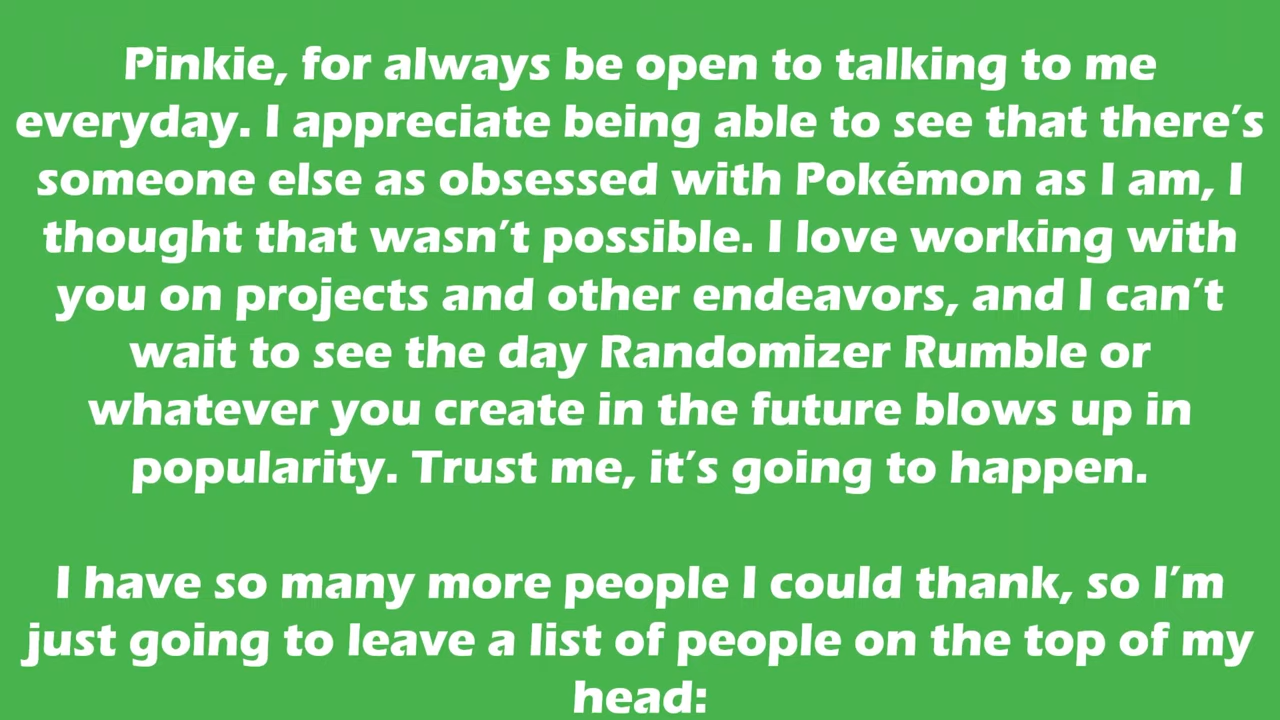 Pinkie, for always be open to talking to me
everyday. I appreciate being able to see that there's
someone else as obsessed with Pokémon as I am, I
thought that wasn't possible. I love working with
you on projects and other endeavors, and I can't
wait to see the day Randomizer Rumble or
whatever you create in the future blows up in
popularity. Trust me, it's going to happen.
I have so many more people I could thank, so I'm
just going to leave a list of people on the top of my
head: